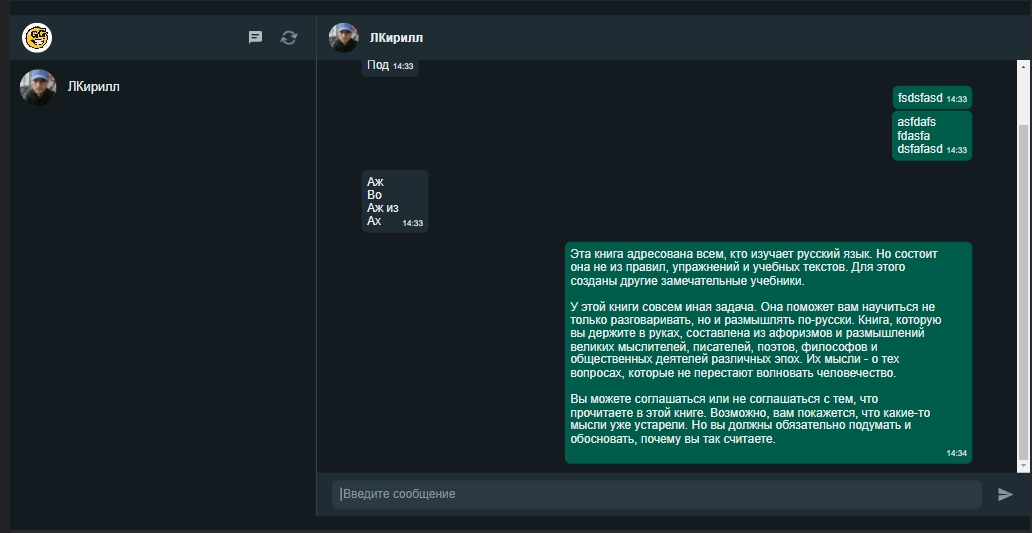 GG
ЛКирилл
ЛКирилл
Под 14:33
fsdsfasd 14:33
asfdafs
fdasfa
dsfafasd 14:33
Аж
Во
Аж из
Ах 14:33
Эта книга адресована всем, кто изучает русский язык. Но состоит
она не из правил, упражнений и учебных текстов. Для этого
созданы другие замечательные учебники.
У этой книги совсем иная задача. Она поможет вам научиться не
только разговаривать, но и размышлять по-русски. Книга, которую
вы держите в руках, составлена из афоризмов и размышлений
великих мыслителей, писателей, поэтов, философов и
общественных деятелей различных эпох. Их мысли - о тех
вопросах, которые не перестают волновать человечество.
Вы можете соглашаться или не соглашаться с тем, что
прочитаете в этой книге. Возможно, вам покажется, что какие-то
мысли уже устарели. Но вы должны обязательно подумать и
обосновать, почему вы так считаете.
14:34
Введите сообщение